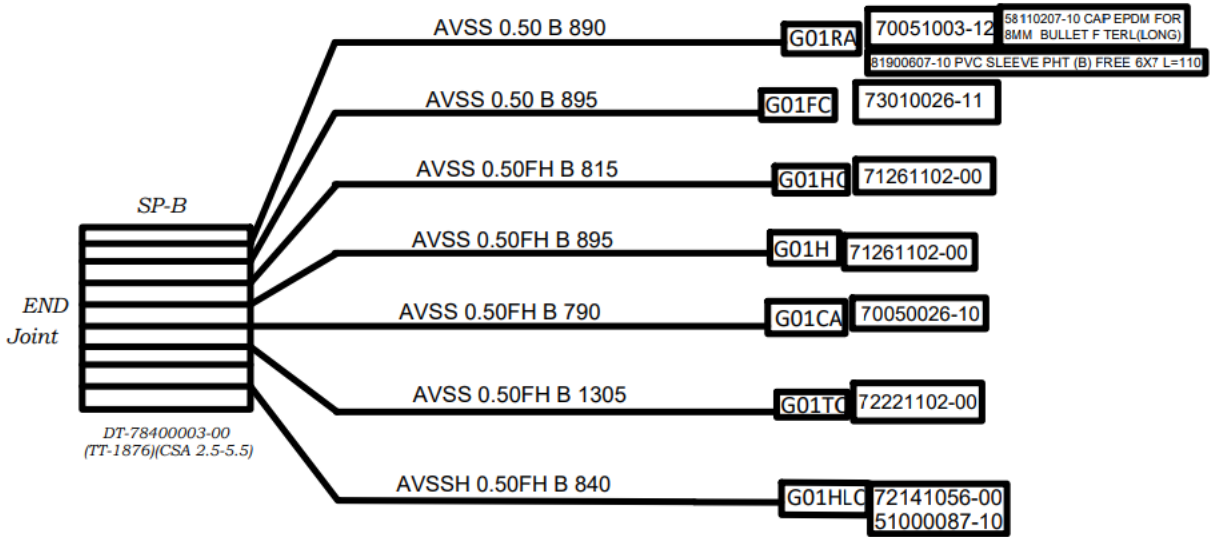 AVSS 0.50 B 890
G01RA
70051003-12
58110207-10 CAP EPDM FOR
8MM BULLET F TERL(LONG)
81900607-10 PVC SLEEVE PHT (B) FREE 6X7 L=110
AVSS 0.50 B 895
G01FC
73010026-11
AVSS 0.50FH B 815
G01HC
71261102-00
SP-B
AVSS 0.50FH B 895
G01H
71261102-00
END
Joint
AVSS 0.50FH B 790
G01CA
70050026-10
AVSS 0.50FH B 1305
G01TC
72221102-00
DT-78400003-00
(TT-1876)(CSA 2.5-5.5)
AVSSH 0.50FH B 840
G01HLC
72141056-00
51000087-10